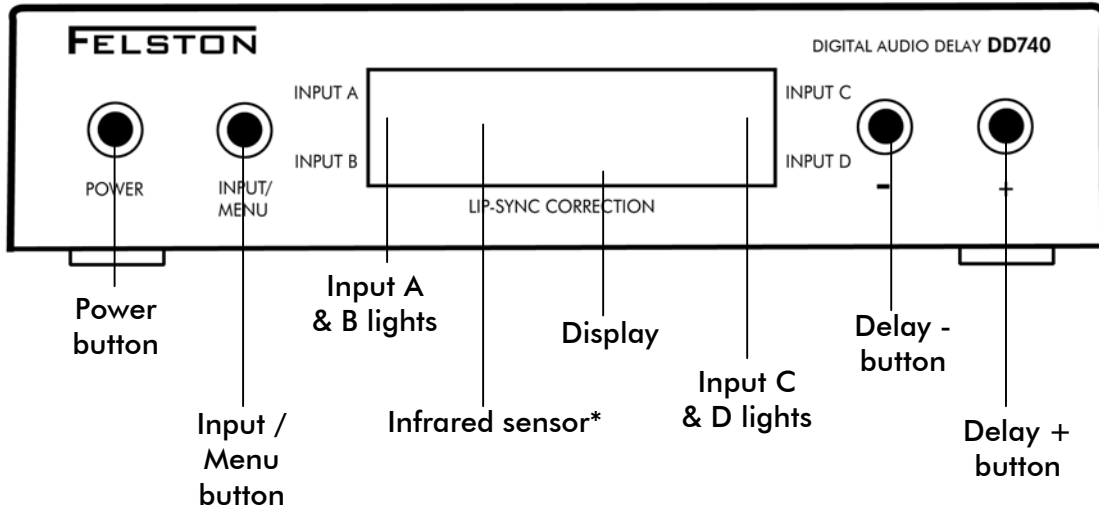 FELSTON
DIGITAL AUDIO DELAY DD740
INPUT A
INPUT C
INPUT B
INPUT D
POWER
INPUT/
MENU
LIP-SYNC CORRECTION
-
+
Power
button
Input A
& B lights
Display
Delay -
button
Input C
& D lights
Input /
Menu
button
Infrared sensor*
Delay +
button